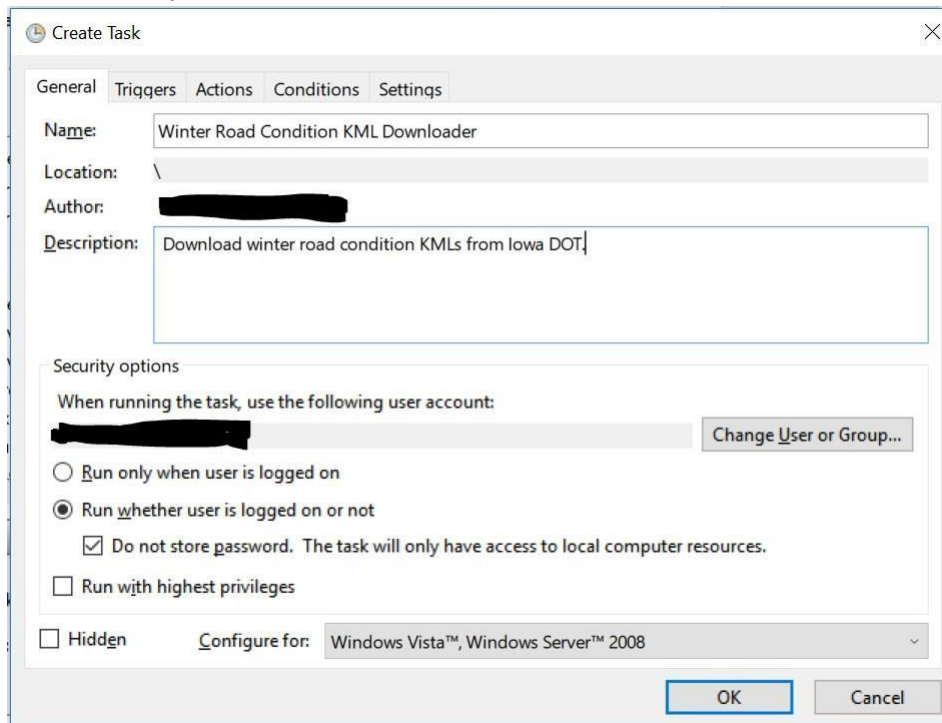 Create Task
General Triggers Actions Conditions Settings
Name: Winter Road Condition KML Downloader
Location: \
Author:
Description: Download winter road condition KMLs from Iowa DOT.
Security options
When running the task, use the following user account:
Change User or Group...
Run only when user is logged on
Run whether user is logged on or not
Do not store password. The task will only have access to local computer resources.
Run with highest privileges
Hidden Configure for: Windows Vista™, Windows Server™ 2008
OK Cancel